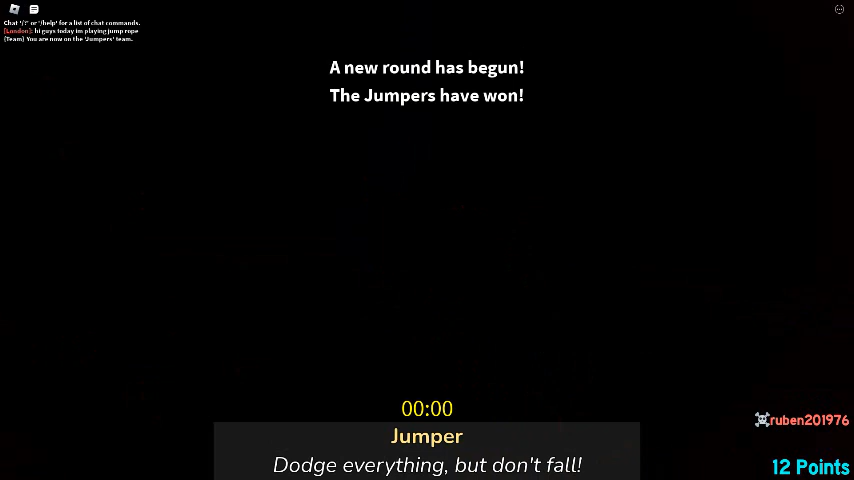 Chat '/?' or '/help' for a list of chat commands.
[London]: hi guys today im playing jump rope
{Team} You are now on the 'Jumpers' team.
A new round has begun!
The Jumpers have won!
00:00
Jumper
Dodge everything, but don't fall!
ruben201976
12 Points